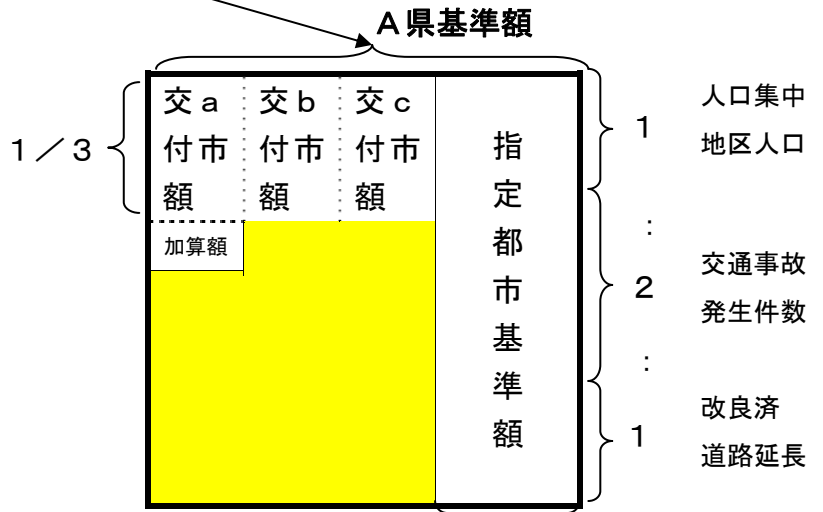 A県基準額
1/3
交付額
a市
交付額
b市
交付額
c市
加算額
指定都市基準額
1
:
2
:
1
人口集中
地区人口
交通事故
発生件数
改良済
道路延長